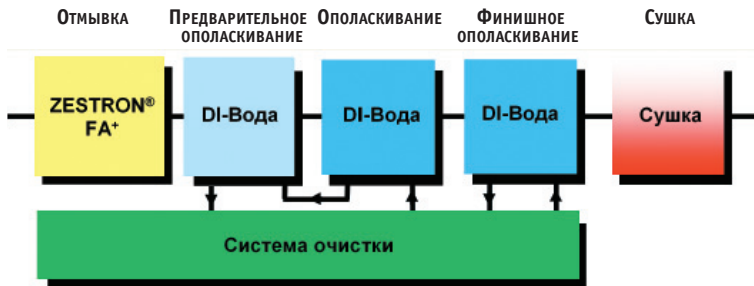 Отмывка
Предварительное
ополаскивание
Ополаскивание
Финишное
ополаскивание
Сушка
ZESTRON®
FA+
DI-Вода
DI-Вода
DI-Вода
Сушка
Система очистки